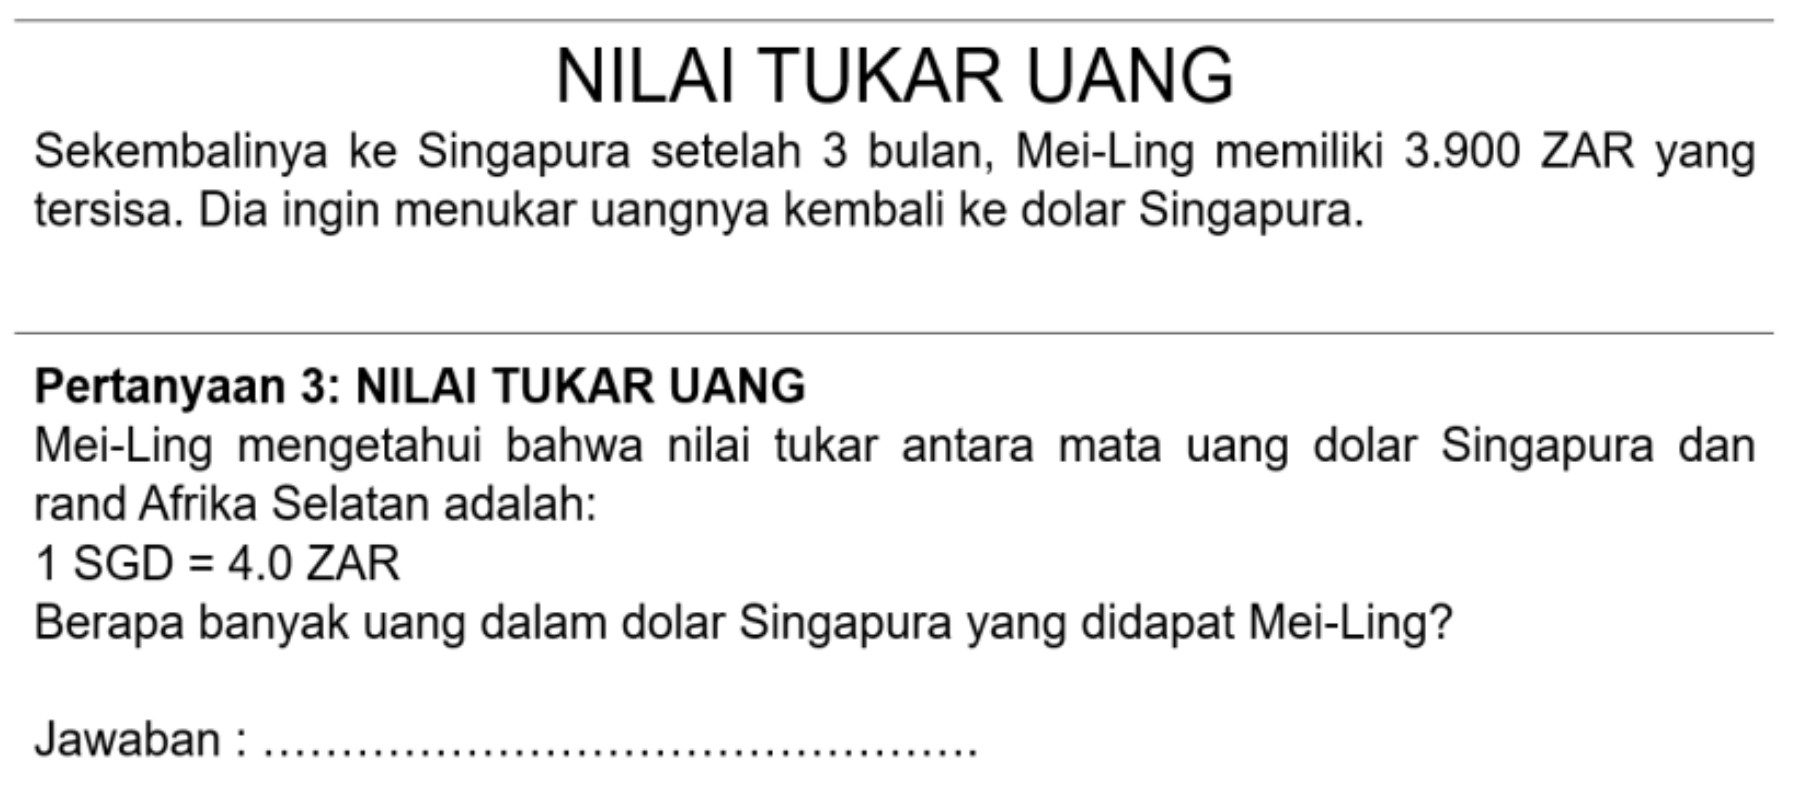 NILAI TUKAR UANG
Sekembalinya ke Singapura setelah 3 bulan, Mei-Ling memiliki 3.900 ZAR yang
tersisa. Dia ingin menukar uangnya kembali ke dolar Singapura.
Pertanyaan 3: NILAI TUKAR UANG
Mei-Ling mengetahui bahwa nilai tukar antara mata uang dolar Singapura dan
rand Afrika Selatan adalah:
1 SGD = 4.0 ZAR
Berapa banyak uang dalam dolar Singapura yang didapat Mei-Ling?
Jawaban : ..............................................